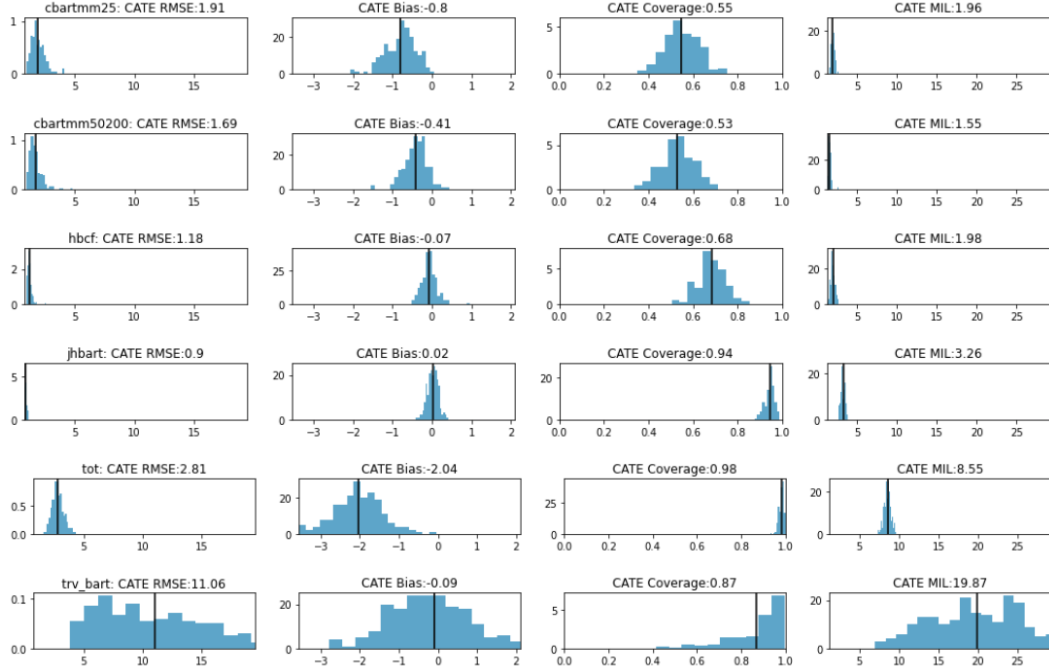 cbartmm25: CATE RMSE:1.91 CATE Bias:-0.8 CATE Coverage:0.55 CATE MIL:1.96
1 20 5 20
0 0 0 0
5 10 15 −3 −2 −1 0 1 2 0.0 0.2 0.4 0.6 0.8 1.0 5 10 15 20 25
cbartmm50200: CATE RMSE:1.69 CATE Bias:-0.41 CATE Coverage:0.53 CATE MIL:1.55
1 20 5 20
0 0 0 0
5 10 15 −3 −2 −1 0 1 2 0.0 0.2 0.4 0.6 0.8 1.0 5 10 15 20 25
hbcf: CATE RMSE:1.18 CATE Bias:-0.07 CATE Coverage:0.68 CATE MIL:1.98
2 25 5 20
0 0 0 0
5 10 15 −3 −2 −1 0 1 2 0.0 0.2 0.4 0.6 0.8 1.0 5 10 15 20 25
jhbart: CATE RMSE:0.9 CATE Bias:0.02 CATE Coverage:0.94 CATE MIL:3.26
5 20 20 20
0 0 0 0
5 10 15 −3 −2 −1 0 1 2 0.0 0.2 0.4 0.6 0.8 1.0 5 10 15 20 25
tot: CATE RMSE:2.81 CATE Bias:-2.04 CATE Coverage:0.98 CATE MIL:8.55
0.5 20 25 20
0.0 0 0 0
5 10 15 −3 −2 −1 0 1 2 0.0 0.2 0.4 0.6 0.8 1.0 5 10 15 20 25
trv_bart: CATE RMSE:11.06 CATE Bias:-0.09 CATE Coverage:0.87 CATE MIL:19.87
0.1 20 5 20
0.0 0 0 0
5 10 15 −3 −2 −1 0 1 2 0.0 0.2 0.4 0.6 0.8 1.0 5 10 15 20 25